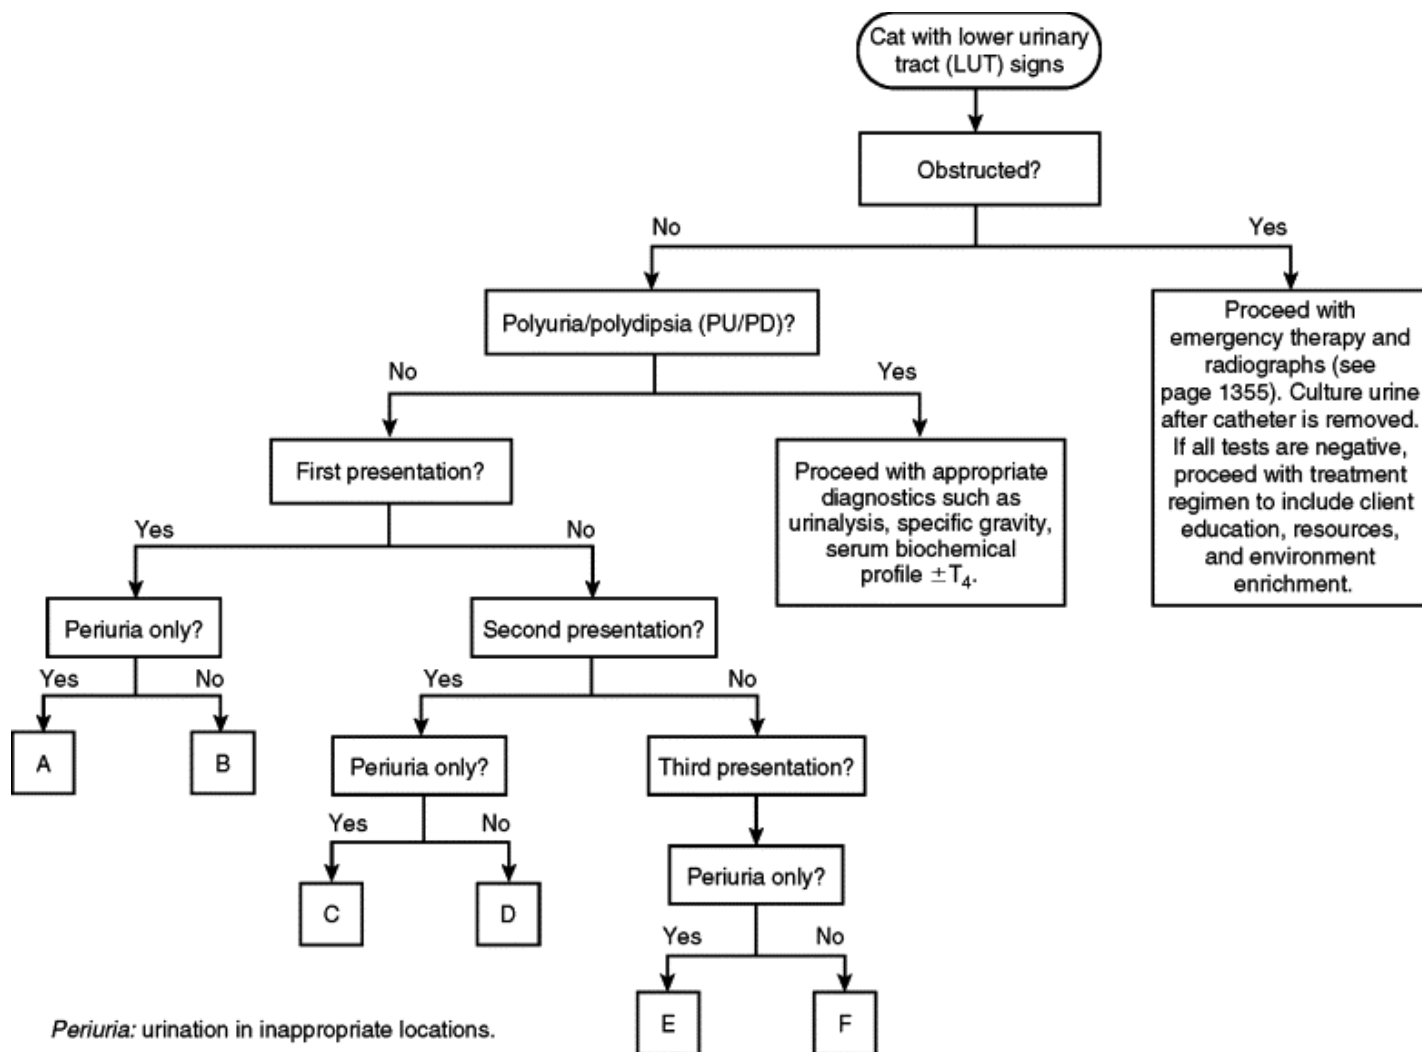 Cat with lower urinary
tract (LUT) signs
Obstructed?
No
Yes
Polyuria/polydipsia (PU/PD)?
Proceed with
emergency therapy and
radiographs (see
page 1355). Culture urine
after catheter is removed.
If all tests are negative,
proceed with treatment
regimen to include client
education, resources,
and environment
enrichment.
No
Yes
First presentation?
Proceed with appropriate
diagnostics such as
urinalysis, specific gravity,
serum biochemical
profile ±T₄.
Yes
No
Periuria only?
Second presentation?
Yes
No
Yes
No
A
B
Periuria only?
Third presentation?
Yes
No
Periuria only?
C
D
Yes
No
E
F
Periuria: urination in inappropriate locations.